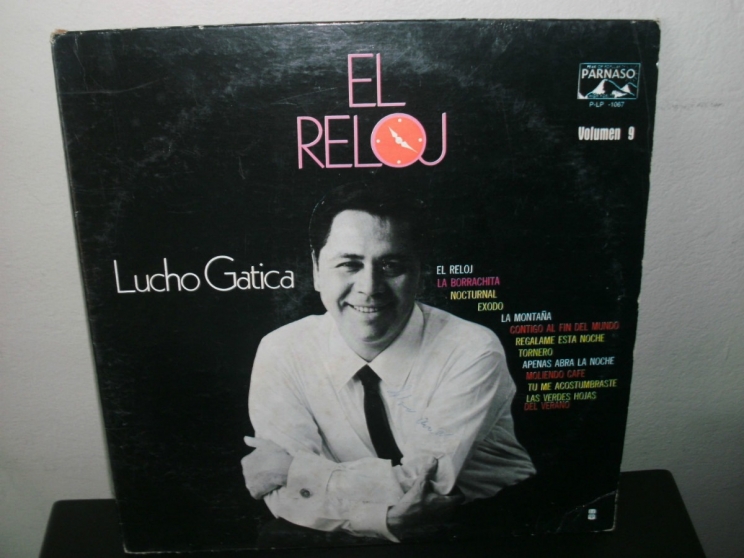 EL
RELOJ
PARNASO
P-LP -1067
Volumen 9
Lucho Gatica
EL RELOJ
LA BORRACHITA
NOCTURNAL
EXODO
LA MONTAÑA
CONTIGO AL FIN DEL MUNDO
REGALAME ESTA NOCHE
TORNERO
APENAS ABRA LA NOCHE
MOLIENDO CAFE
TU ME ACOSTUMBRASTE
LAS VERDES HOJAS
DEL VERANO